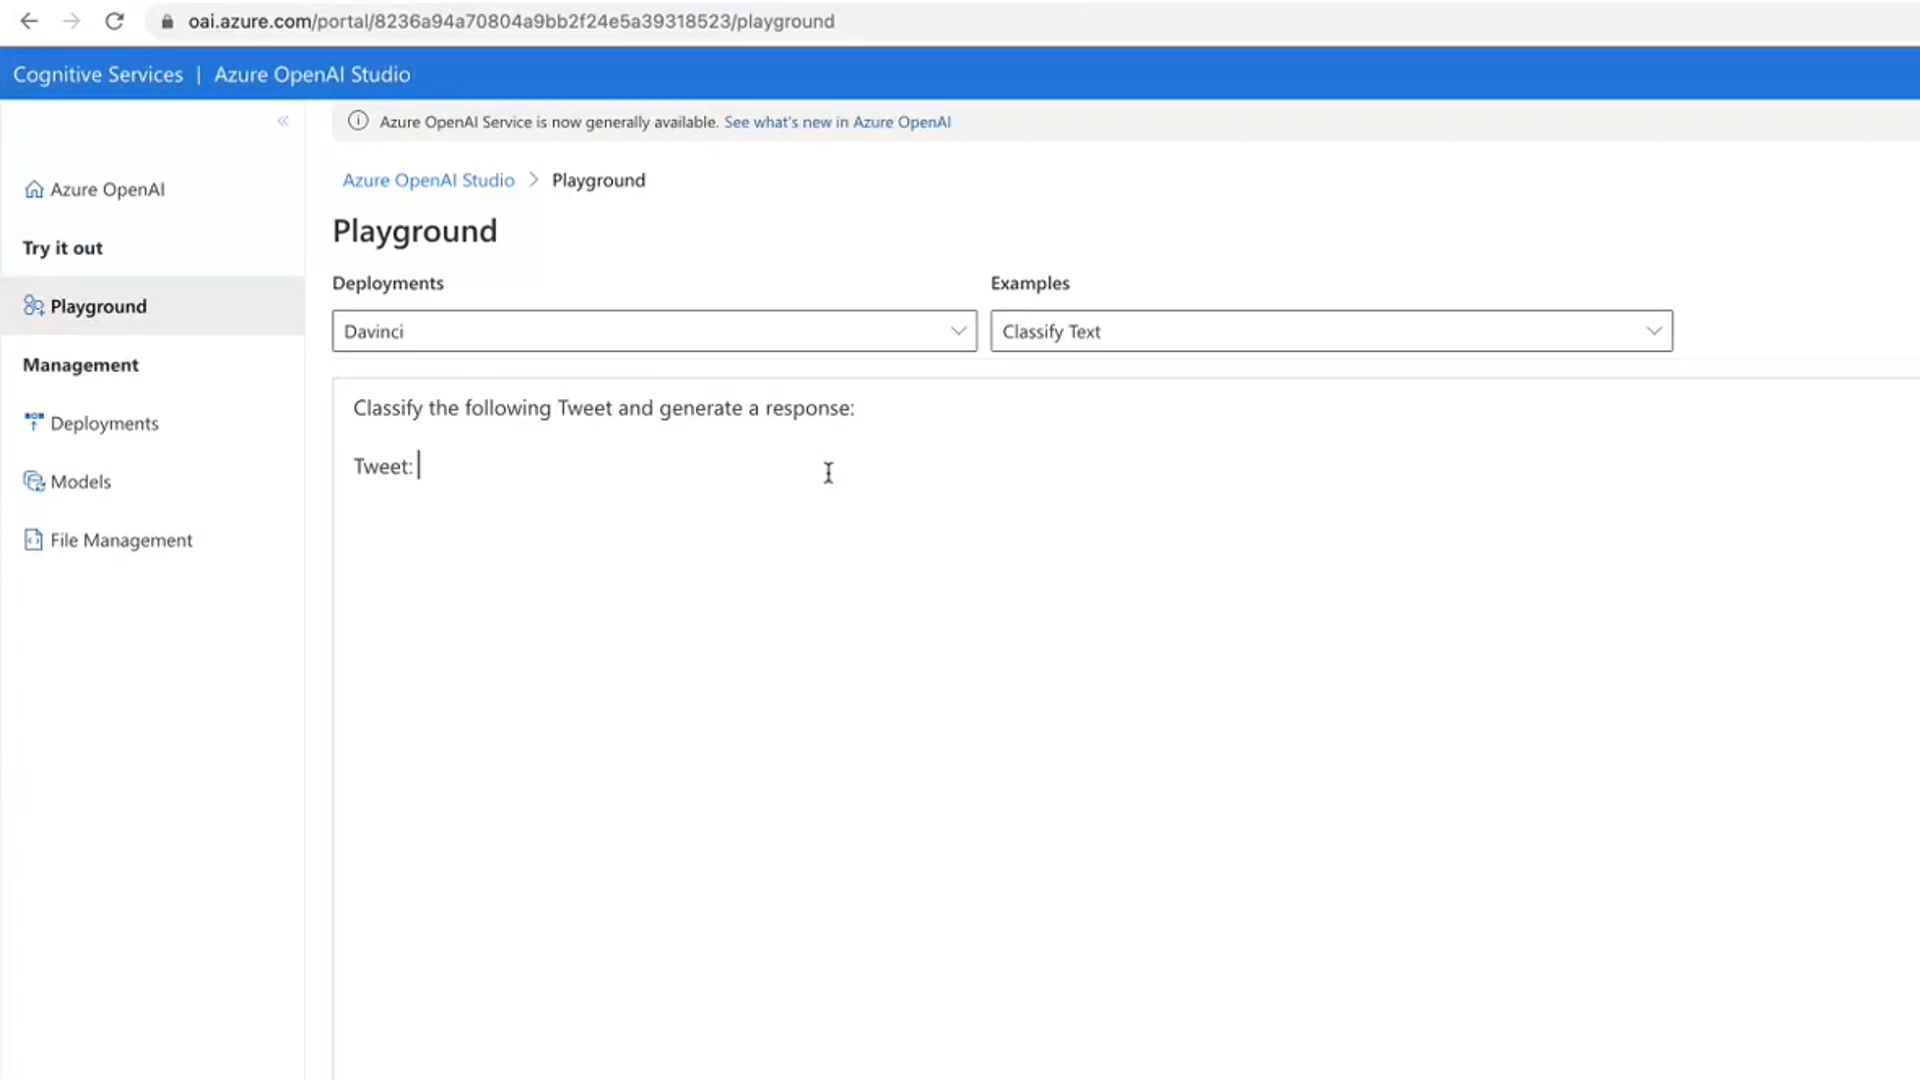 oai.azure.com/portal/8236a94a70804a9bb2f24e5a39318523/playground
Cognitive Services | Azure OpenAI Studio
Azure OpenAI Service is now generally available. See what's new in Azure OpenAI
Azure OpenAI
Try it out
Playground
Management
Deployments
Models
File Management
Azure OpenAI Studio > Playground
Playground
Deployments
Davinci
Examples
Classify Text
Classify the following Tweet and generate a response:
Tweet: